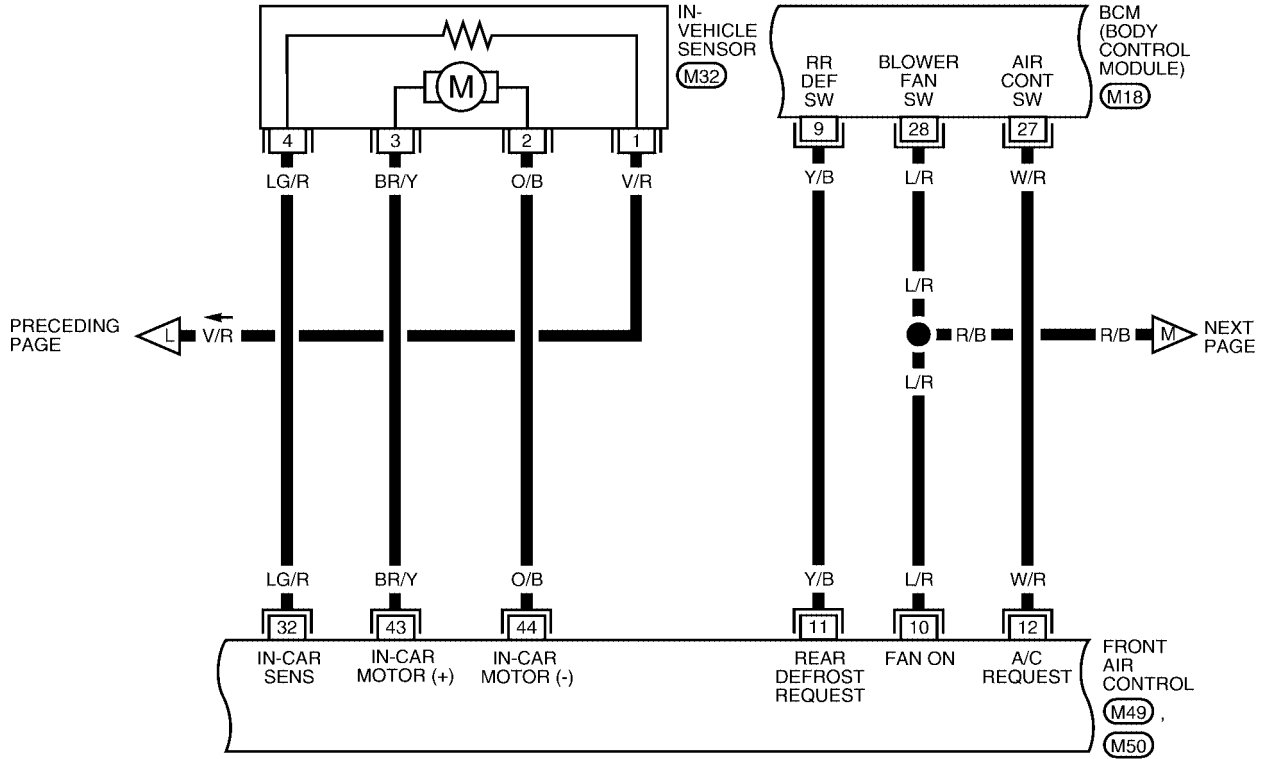 IN-
VEHICLE
SENSOR
M32
M
4
3
2
1
LG/R
BR/Y
O/B
V/R
BCM
(BODY
CONTROL
MODULE)
M18
RR
DEF
SW
BLOWER
FAN
SW
AIR
CONT
SW
9
28
27
Y/B
L/R
W/R
L/R
PRECEDING
PAGE
L
V/R
R/B
R/B
M
NEXT
PAGE
L/R
LG/R
BR/Y
O/B
Y/B
L/R
W/R
32
43
44
11
10
12
IN-CAR
SENS
IN-CAR
MOTOR (+)
IN-CAR
MOTOR (-)
REAR
DEFROST
REQUEST
FAN ON
A/C
REQUEST
FRONT
AIR
CONTROL
M49 ,
M50